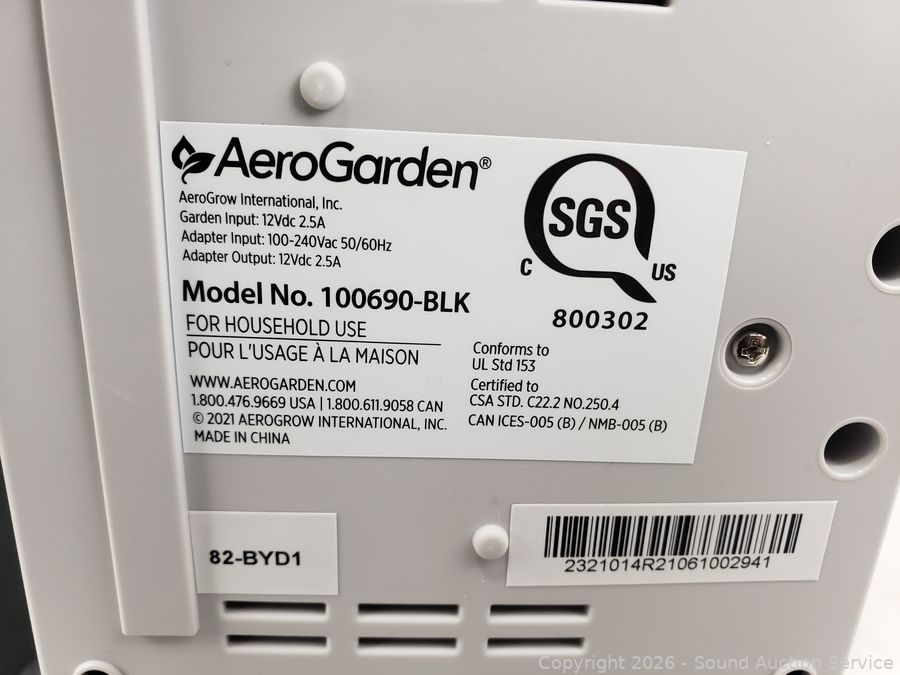 AeroGarden®
AeroGrow International, Inc.
Garden Input: 12Vdc 2.5A
Adapter Input: 100-240Vac 50/60Hz
Adapter Output: 12Vdc 2.5A
Model No. 100690-BLK
FOR HOUSEHOLD USE
POUR L'USAGE À LA MAISON
WWW.AEROGARDEN.COM
1.800.476.9669 USA | 1.800.611.9058 CAN
© 2021 AEROGROW INTERNATIONAL, INC.
MADE IN CHINA
SGS
C US
800302
Conforms to
UL Std 153
Certified to
CSA STD. C22.2 NO.250.4
CAN ICES-005 (B) / NMB-005 (B)
82-BYD1
2321014R21061002941
Copyright 2026 - Sound Auction Service